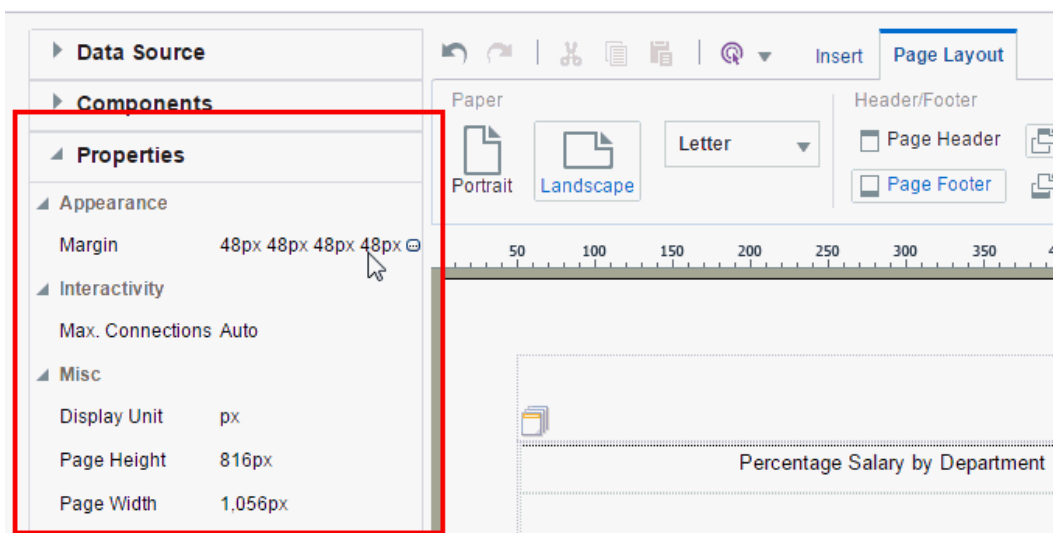 Data Source
Components
Properties
Appearance
Margin 48px 48px 48px 48px
Interactivity
Max. Connections Auto
Misc
Display Unit px
Page Height 816px
Page Width 1,056px
Insert Page Layout
Paper Header/Footer
Portrait Landscape Letter
Page Header
Page Footer
50 100 150 200 250 300 350
Percentage Salary by Department